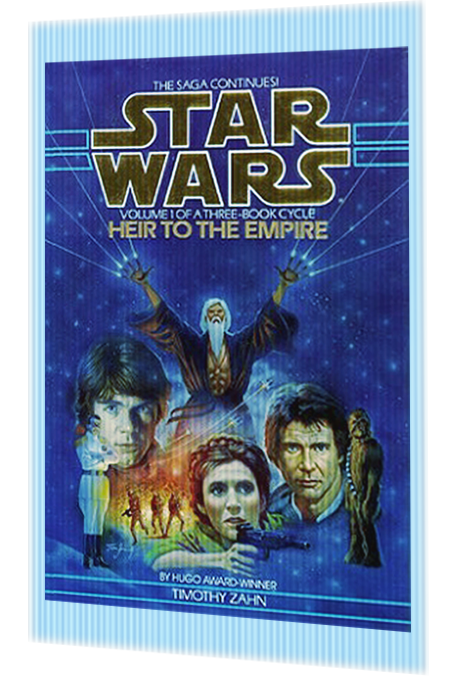 THE SAGA CONTINUES!
STAR
WARS
VOLUME 1 OF A THREE-BOOK CYCLE!
HEIR TO THE EMPIRE
BY HUGO AWARD-WINNER
TIMOTHY ZAHN